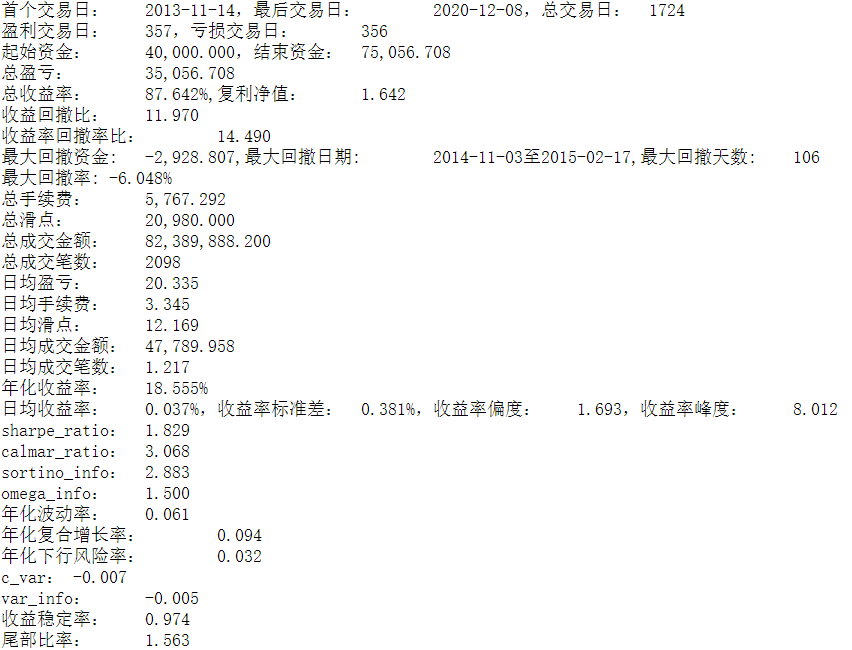 首个交易日:	2013-11-14, 最后交易日:	2020-12-08, 总交易日:	1724
盈利交易日:	357, 亏损交易日:	356
起始资金:	40,000.000, 结束资金:	75,056.708
总盈亏:	35,056.708
总收益率:	87.642%,复利净值:	1.642
收益回撤比:	11.970
收益率回撤率比:	14.490
最大回撤资金:	-2,928.807,最大回撤日期:	2014-11-03至2015-02-17,最大回撤天数:	106
最大回撤率: -6.048%
总手续费:	5,767.292
总滑点:	20,980.000
总成交金额:	82,389,888.200
总成交笔数:	2098
日均盈亏:	20.335
日均手续费:	3.345
日均滑点:	12.169
日均成交金额:	47,789.958
日均成交笔数:	1.217
年化收益率:	18.555%
日均收益率:	0.037%, 收益率标准差:	0.381%, 收益率偏度:	1.693, 收益率峰度:	8.012
sharpe_ratio:	1.829
calmar_ratio:	3.068
sortino_info:	2.883
omega_info:	1.500
年化波动率:	0.061
年化复合增长率:	0.094
年化下行风险率:	0.032
c_var:	-0.007
var_info:	-0.005
收益稳定率:	0.974
尾部比率:	1.563